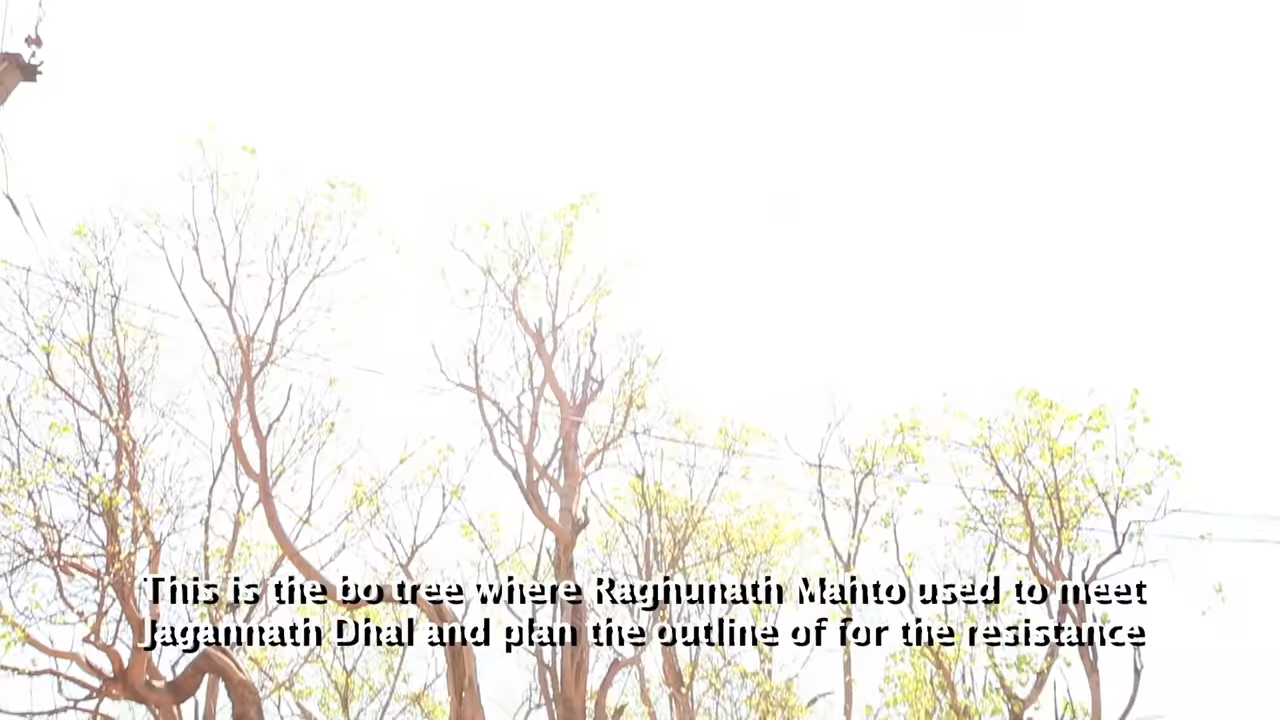 This is the bo tree where Raghunath Mahto used to meet
Jagannath Dhal and plan the outline of for the resistance